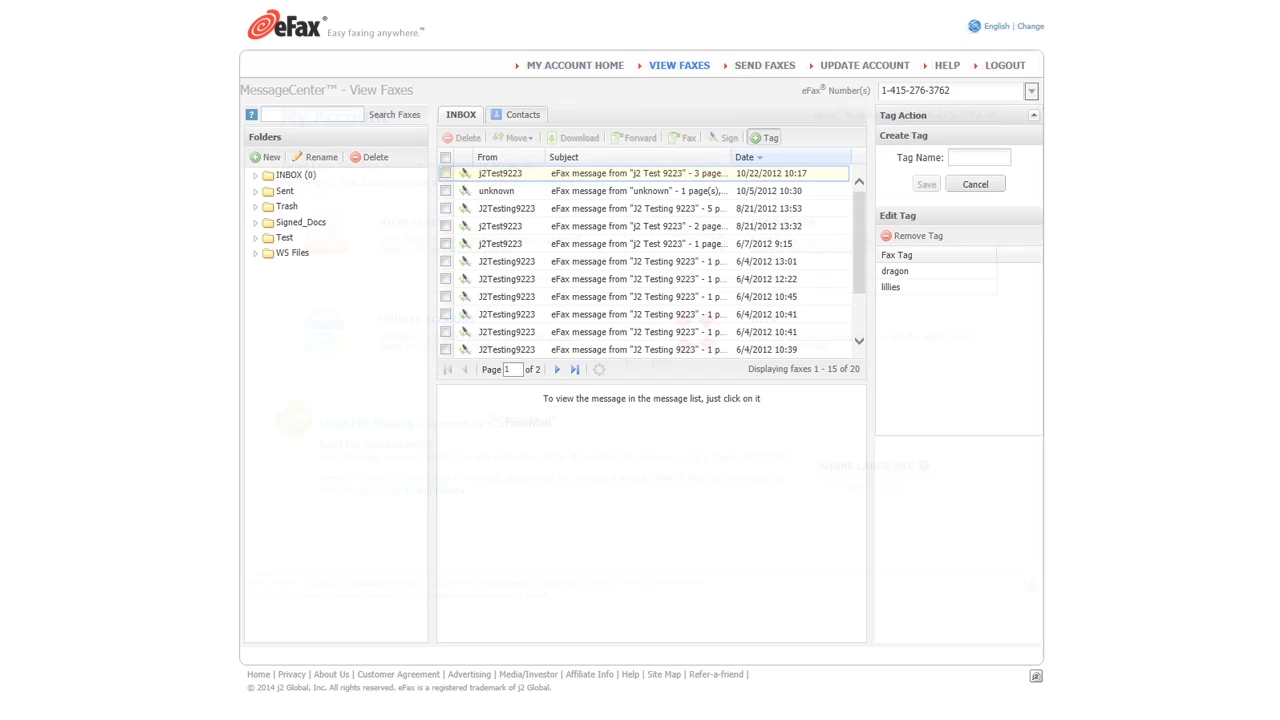 eFax® Easy faxing anywhere.™
English | Change
MY ACCOUNT HOME VIEW FAXES SEND FAXES UPDATE ACCOUNT HELP LOGOUT
MessageCenter™ - View Faxes
eFax® Number(s) 1-415-276-3762
? Search Faxes
INBOX Contacts
Tag Action
Folders
Delete Move Download Forward Fax Sign Tag
Create Tag
New Rename Delete
From Subject Date
Tag Name:
INBOX (0)
Sent
Trash
Signed_Docs
Test
WS Files
j2Test9223 eFax message from "j2 Test 9223" - 3 page... 10/22/2012 10:17
unknown eFax message from "unknown" - 1 page(s),... 10/5/2012 10:30
J2Testing9223 eFax message from "J2 Testing 9223" - 5 p... 8/21/2012 13:53
j2Test9223 eFax message from "j2 Test 9223" - 2 page... 8/21/2012 13:32
j2Test9223 eFax message from "j2 Test 9223" - 1 page... 6/7/2012 9:15
J2Testing9223 eFax message from "J2 Testing 9223" - 1 p... 6/4/2012 13:01
J2Testing9223 eFax message from "J2 Testing 9223" - 1 p... 6/4/2012 12:22
J2Testing9223 eFax message from "J2 Testing 9223" - 1 p... 6/4/2012 10:45
J2Testing9223 eFax message from "J2 Testing 9223" - 1 p... 6/4/2012 10:41
J2Testing9223 eFax message from "J2 Testing 9223" - 1 p... 6/4/2012 10:41
J2Testing9223 eFax message from "J2 Testing 9223" - 1 p... 6/4/2012 10:39
Save Cancel
Edit Tag
Remove Tag
Fax Tag
dragon
lillies
Page 1 of 2 Displaying faxes 1 - 15 of 20
To view the message in the message list, just click on it
FuseMail
SHARE LARGE FILE
Home | Privacy | About Us | Customer Agreement | Advertising | Media/Investor | Affiliate Info | Help | Site Map | Refer-a-friend |
© 2014 j2 Global, Inc. All rights reserved. eFax is a registered trademark of j2 Global.